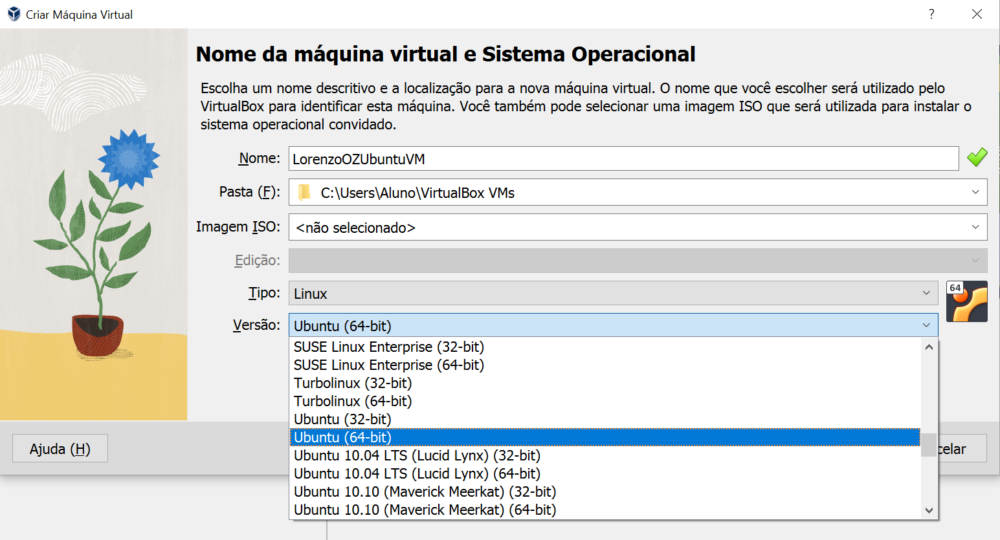 Criar Máquina Virtual
?
Nome da máquina virtual e Sistema Operacional
Escolha um nome descritivo e a localização para a nova máquina virtual. O nome que você escolher será utilizado pelo
VirtualBox para identificar esta máquina. Você também pode selecionar uma imagem ISO que será utilizada para instalar o
sistema operacional convidado.
Nome: LorenzoOZUbuntuVM
Pasta (F): C:\Users\Aluno\VirtualBox VMs
Imagem ISO: <não selecionado>
Edição:
Tipo: Linux
64
Versão: Ubuntu (64-bit)
SUSE Linux Enterprise (32-bit)
SUSE Linux Enterprise (64-bit)
Turbolinux (32-bit)
Turbolinux (64-bit)
Ubuntu (32-bit)
Ubuntu (64-bit)
Ubuntu 10.04 LTS (Lucid Lynx) (32-bit)
Ubuntu 10.04 LTS (Lucid Lynx) (64-bit)
Ubuntu 10.10 (Maverick Meerkat) (32-bit)
Ubuntu 10.10 (Maverick Meerkat) (64-bit)
Ajuda (H)
celar